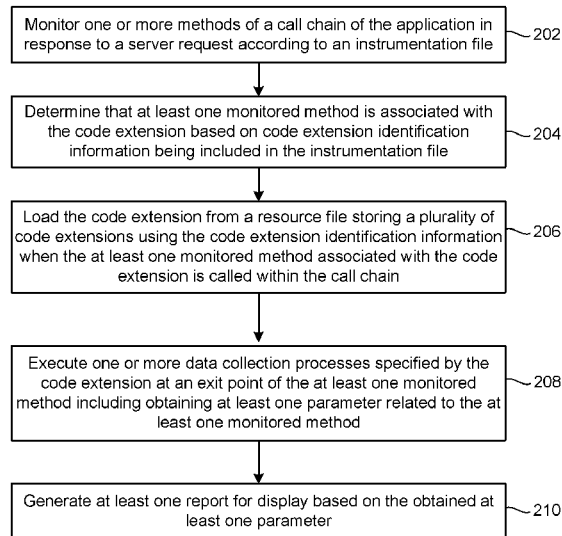 Monitor one or more methods of a call chain of the application in
response to a server request according to an instrumentation file
202
Determine that at least one monitored method is associated with
the code extension based on code extension identification
information being included in the instrumentation file
204
Load the code extension from a resource file storing a plurality of
code extensions using the code extension identification information
when the at least one monitored method associated with the code
extension is called within the call chain
206
Execute one or more data collection processes specified by the
code extension at an exit point of the at least one monitored
method including obtaining at least one parameter related to the at
least one monitored method
208
Generate at least one report for display based on the obtained at
least one parameter
210